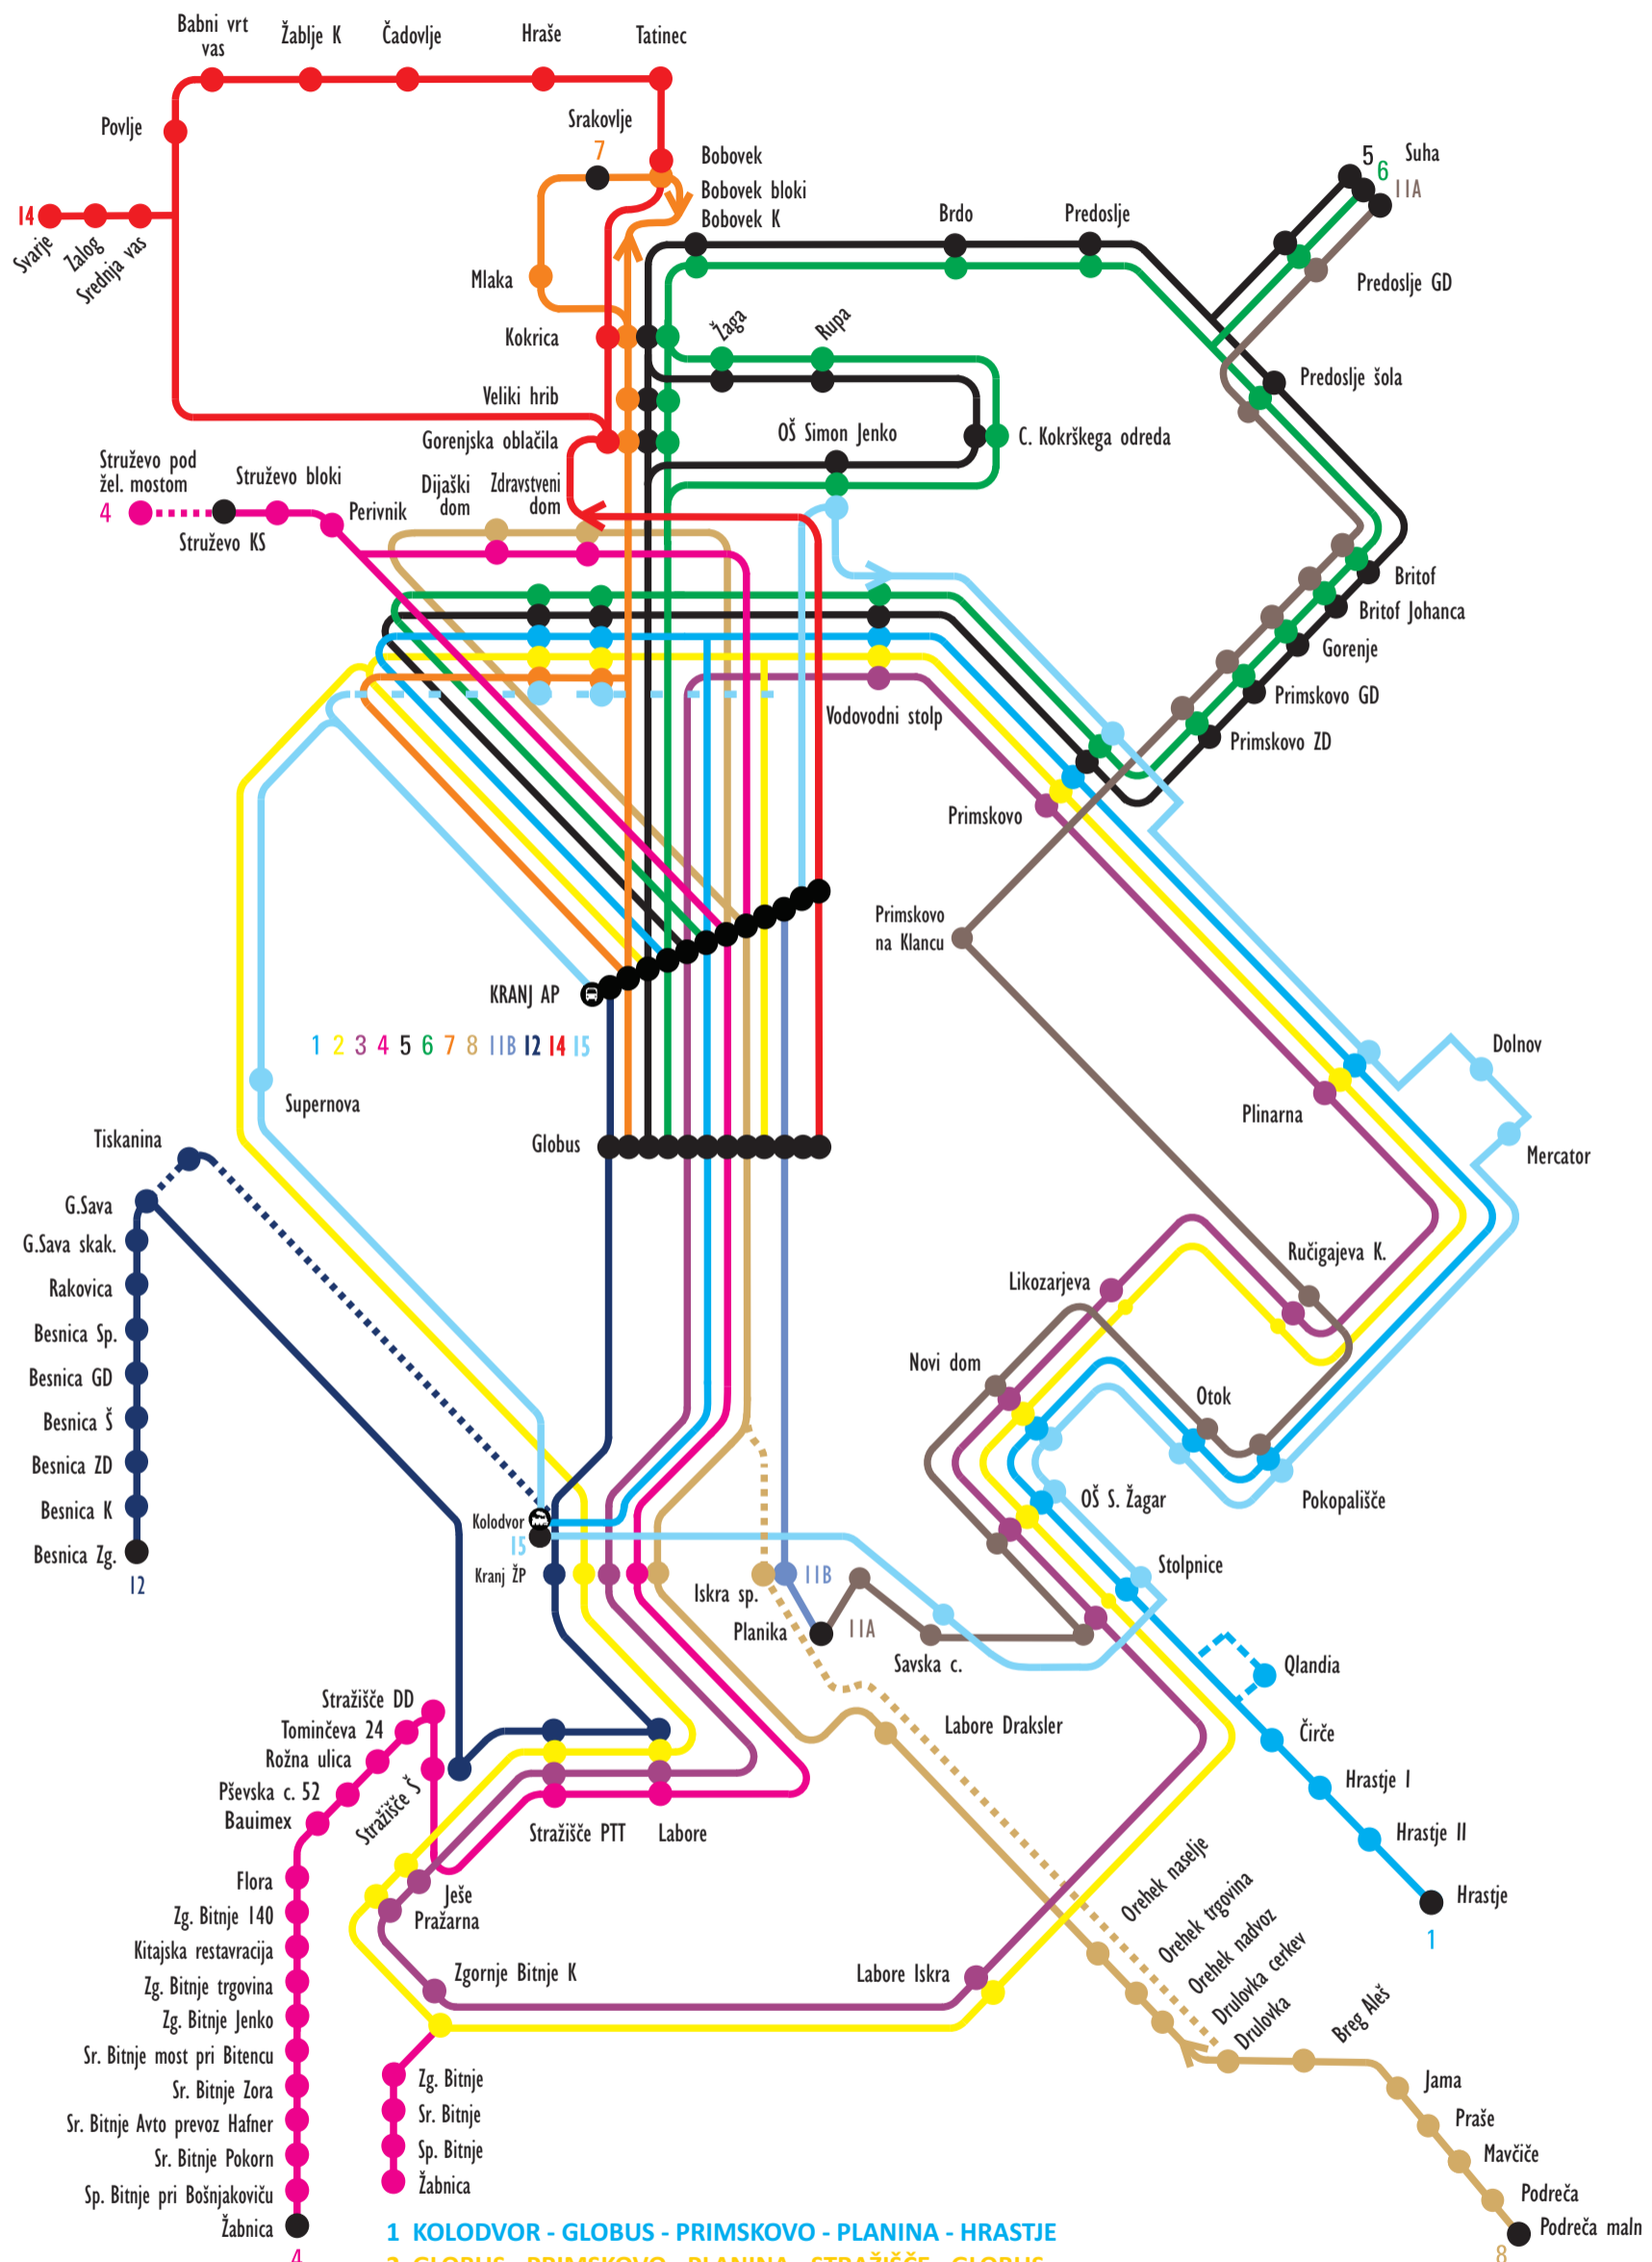 Babni vrt
vas
Žablje K
Čadovlje
Hraše
Tatinec
Povlje
Srakovlje
7
Bobovek
Bobovek bloki
Bobovek K
14
Svarje
Zalog
Srednja vas
Mlaka
Brdo
Predoslje
5
6
11A
Suha
Predoslje GD
Kokrica
Žaga
Rupa
Predoslje šola
Veliki hrib
Gorenjska oblačila
OŠ Simon Jenko
C. Kokrškega odreda
Struževo pod
žel. mostom
4
Struževo bloki
Struževo KS
Perivnik
Dijaški
dom
Zdravstveni
dom
Britof
Britof Johanca
Gorenje
Primskovo GD
Primskovo ZD
Vodovodni stolp
Primskovo
Primskovo
na Klancu
KRANJ AP
1 2 3 4 5 6 7 8 11B 12 14 15
Dolnov
Supernova
Plinarna
Mercator
Tiskanina
Globus
G.Sava
G.Sava skak.
Rakovica
Besnica Sp.
Besnica GD
Besnica Š
Besnica ZD
Besnica K
Besnica Zg.
12
Ručigajeva K.
Likozarjeva
Novi dom
Otok
OŠ S. Žagar
Pokopališče
Kolodvor
15
Kranj ŽP
Iskra sp.
11B
Planika
11A
Savska c.
Stolpnice
Qlandia
Čirče
Hrastje I
Hrastje II
Hrastje
1
Labore Draksler
Stražišče DD
Tominčeva 24
Rožna ulica
Pševska c. 52
Bauimex
Stražišče Š
Stražišče PTT
Labore
Flora
Zg. Bitnje 140
Kitajska restavracija
Zg. Bitnje trgovina
Zg. Bitnje Jenko
Sr. Bitnje most pri Bitencu
Sr. Bitnje Zora
Sr. Bitnje Avto prevoz Hafner
Sr. Bitnje Pokorn
Sp. Bitnje pri Bošnjakoviču
Žabnica
4
Ješe
Pražarna
Zgornje Bitnje K
Labore Iskra
Zg. Bitnje
Sr. Bitnje
Sp. Bitnje
Žabnica
Orehek naselje
Orehek trgovina
Orehek nadvoz
Drulovka cerkev
Drulovka
Breg Aleš
Jama
Praše
Mavčiče
Podreča
Podreča maln
8
1 KOLODVOR - GLOBUS - PRIMSKOVO - PLANINA - HRASTJE
2 GLOBUS - PRIMSKOVO - PLANINA - STRAŽIŠČE - GLOBUS